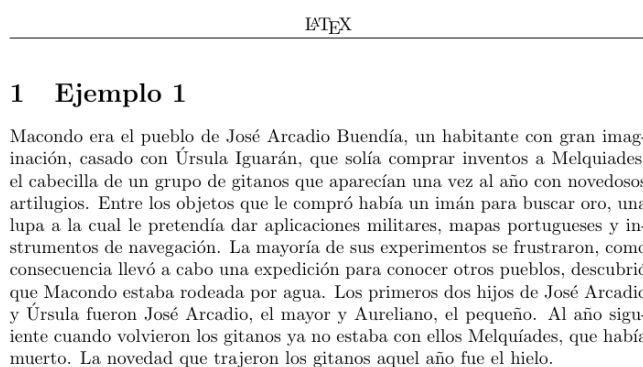 LATEX
1 Ejemplo 1
Macondo era el pueblo de José Arcadio Buendía, un habitante con gran imag-
inación, casado con Úrsula Iguarán, que solía comprar inventos a Melquiades
el cabecilla de un grupo de gitanos que aparecían una vez al año con novedosos
artilugios. Entre los objetos que le compró había un imán para buscar oro, una
lupa a la cual le pretendía dar aplicaciones militares, mapas portugueses y in-
strumentos de navegación. La mayoría de sus experimentos se frustraron, como
consecuencia llevó a cabo una expedición para conocer otros pueblos, descubrió
que Macondo estaba rodeada por agua. Los primeros dos hijos de José Arcadio
y Úrsula fueron José Arcadio, el mayor y Aureliano, el pequeño. Al año sigu-
iente cuando volvieron los gitanos ya no estaba con ellos Melquíades, que había
muerto. La novedad que trajeron los gitanos aquel año fue el hielo.